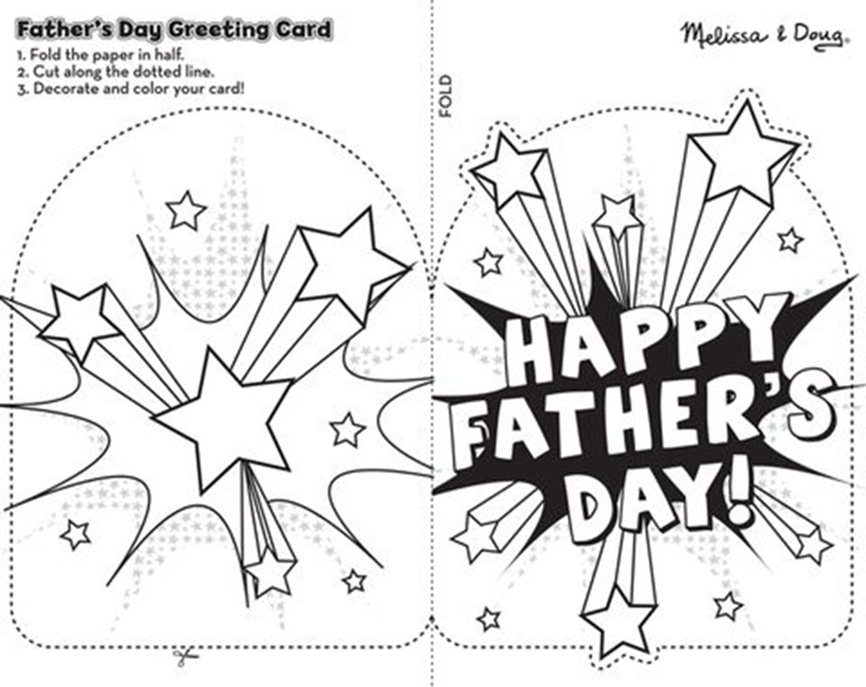 Father's Day Greeting Card
1. Fold the paper in half.
2. Cut along the dotted line.
3. Decorate and color your card!
Melissa & Doug®
FOLD
HAPPY
FATHER'S
DAY!